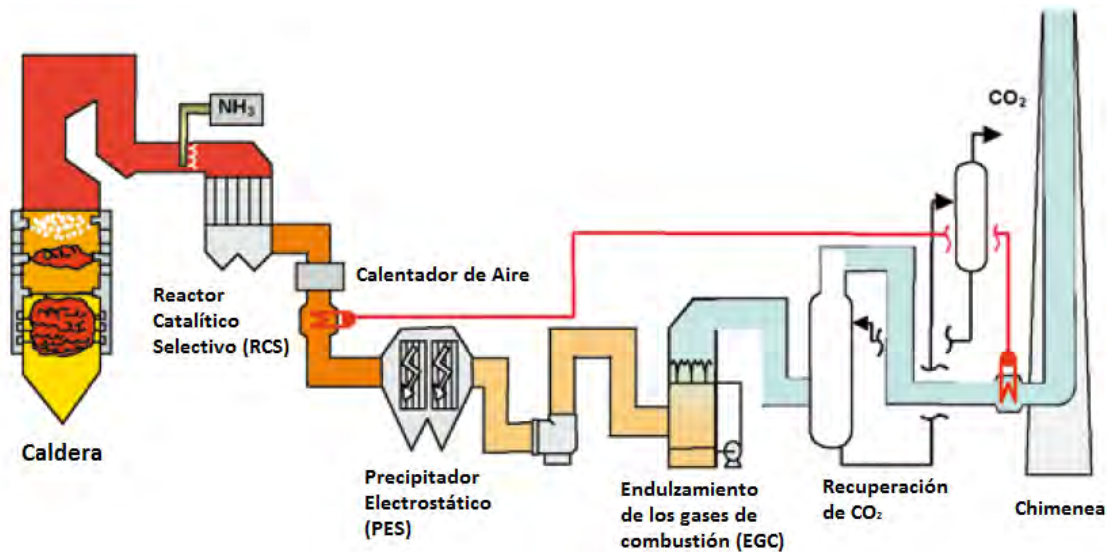 NH₃
CO₂
Calentador de Aire
Reactor
Catalítico
Selectivo (RCS)
Caldera
Precipitador
Electrostático
(PES)
Endulzamiento
de los gases de
combustión (EGC)
Recuperación
de CO₂
Chimenea